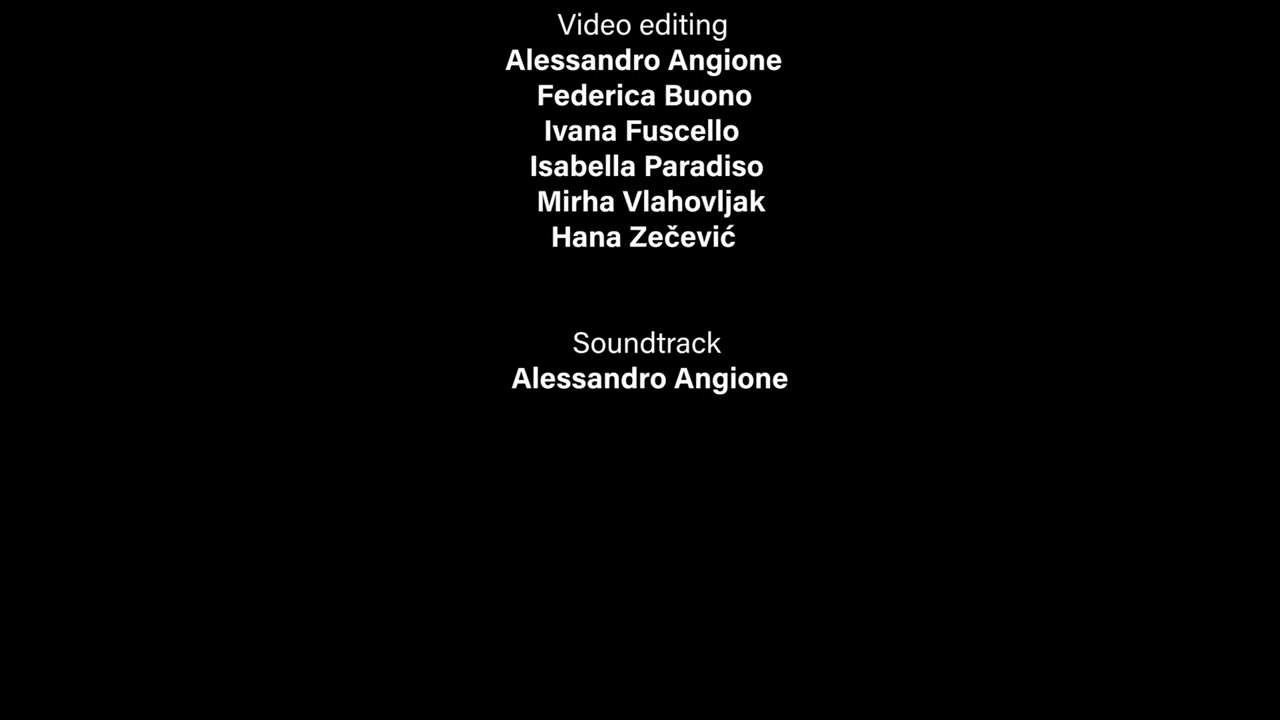 Video editing
Alessandro Angione
Federica Buono
Ivana Fuscello
Isabella Paradiso
Mirha Vlahovljak
Hana Zečević
Soundtrack
Alessandro Angione